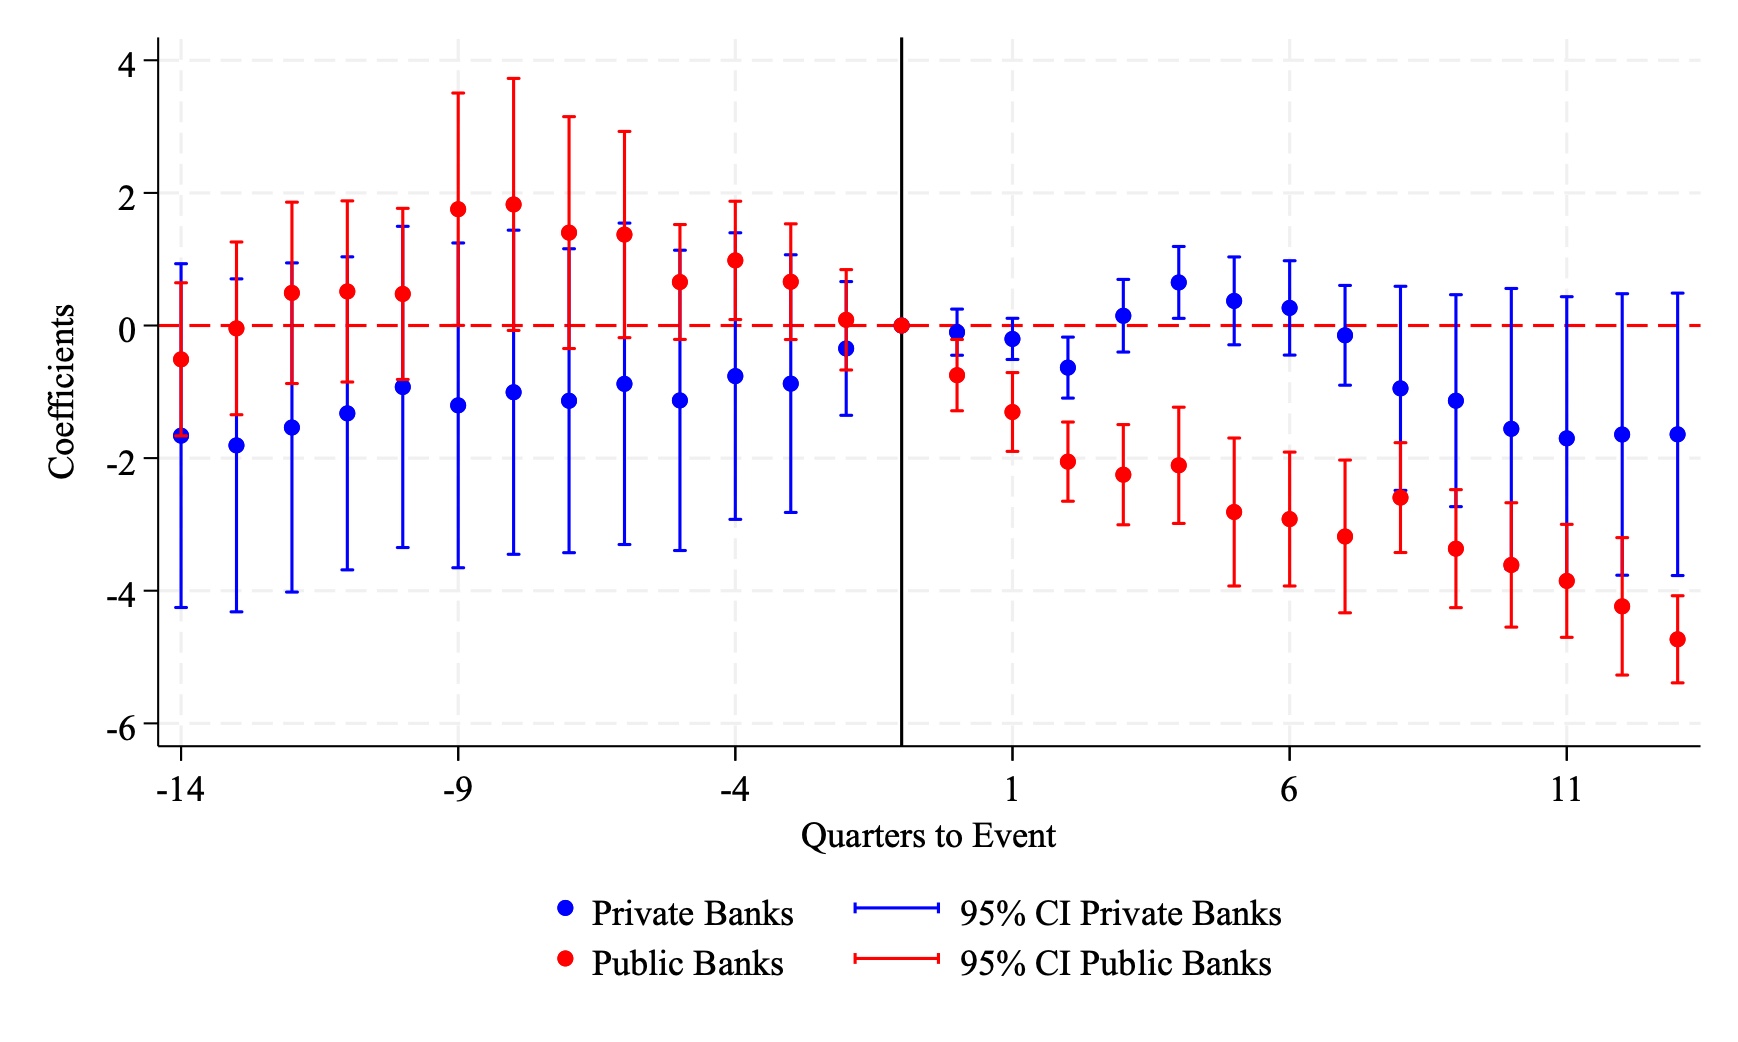 4
2
0
-2
-4
-6
Coefficients
-14 -9 -4 1 6 11
Quarters to Event
Private Banks 95% CI Private Banks
Public Banks 95% CI Public Banks